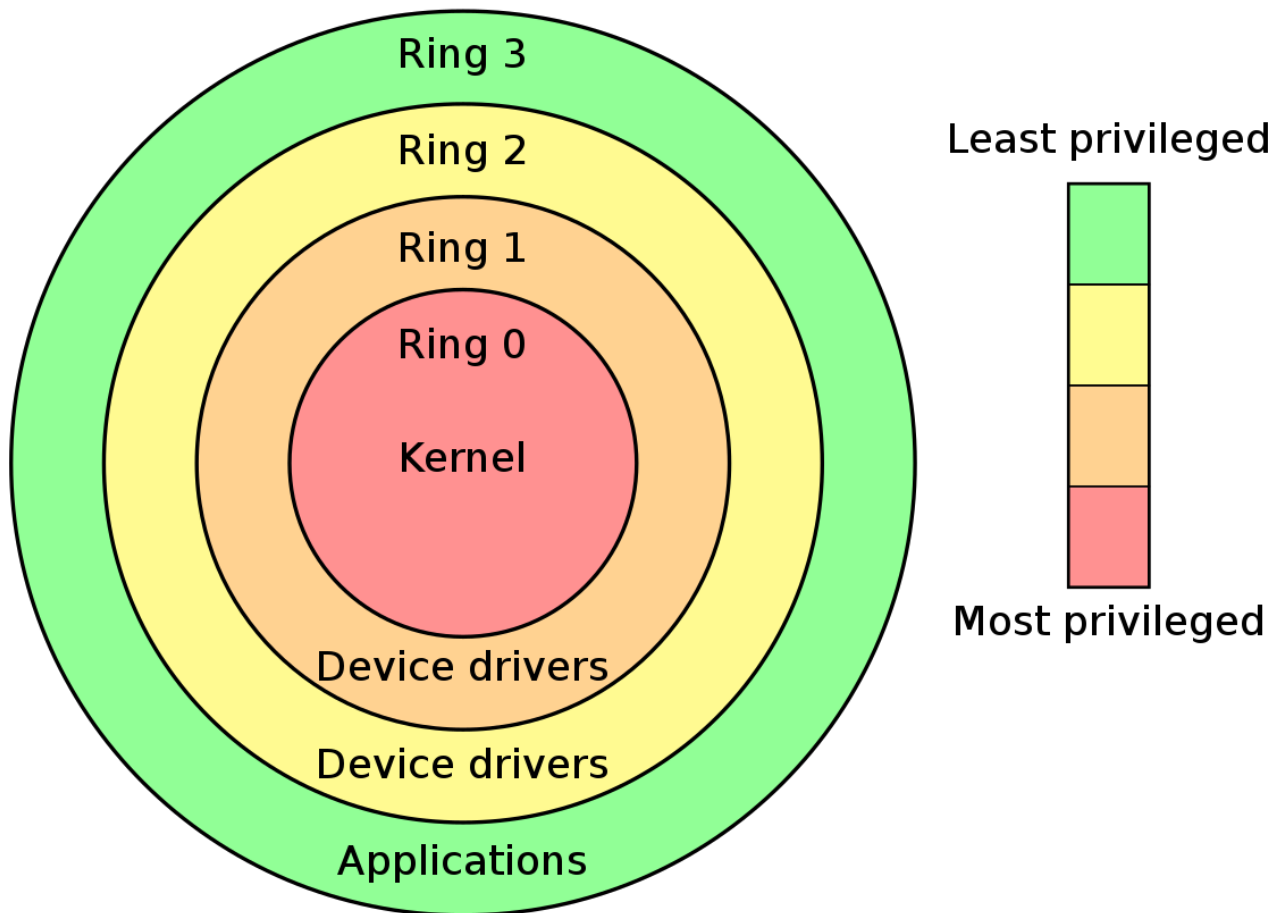 Ring 3
Ring 2
Ring 1
Ring 0
Kernel
Device drivers
Device drivers
Applications
Least privileged
Most privileged